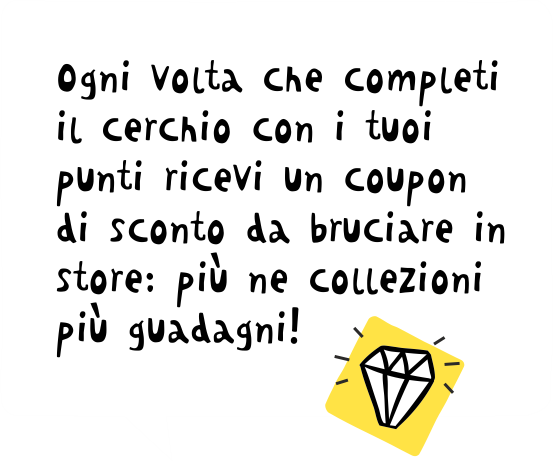 Ogni volta che completi
il cerchio con i tuoi
punti ricevi un coupon
di sconto da bruciare in
store: più ne collezioni
più guadagni!